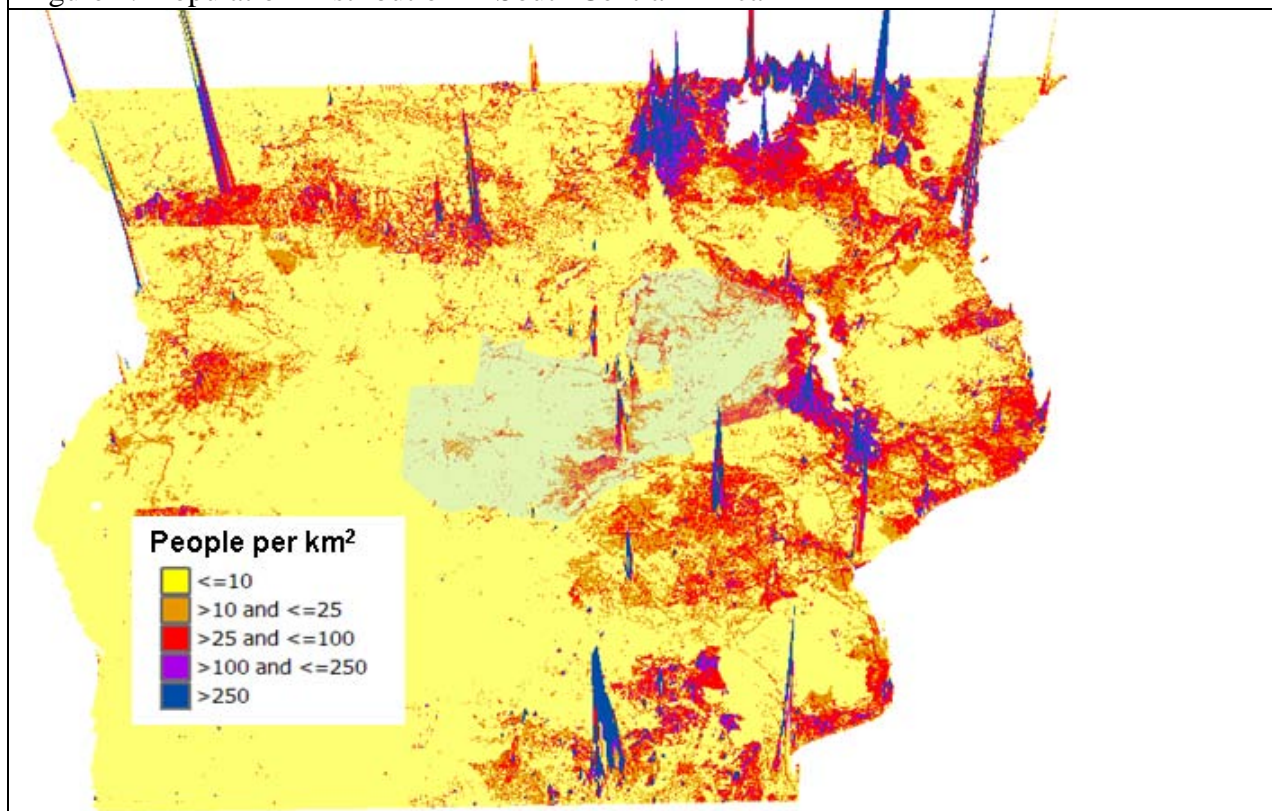 People per km²
<=10
>10 and <=25
>25 and <=100
>100 and <=250
>250